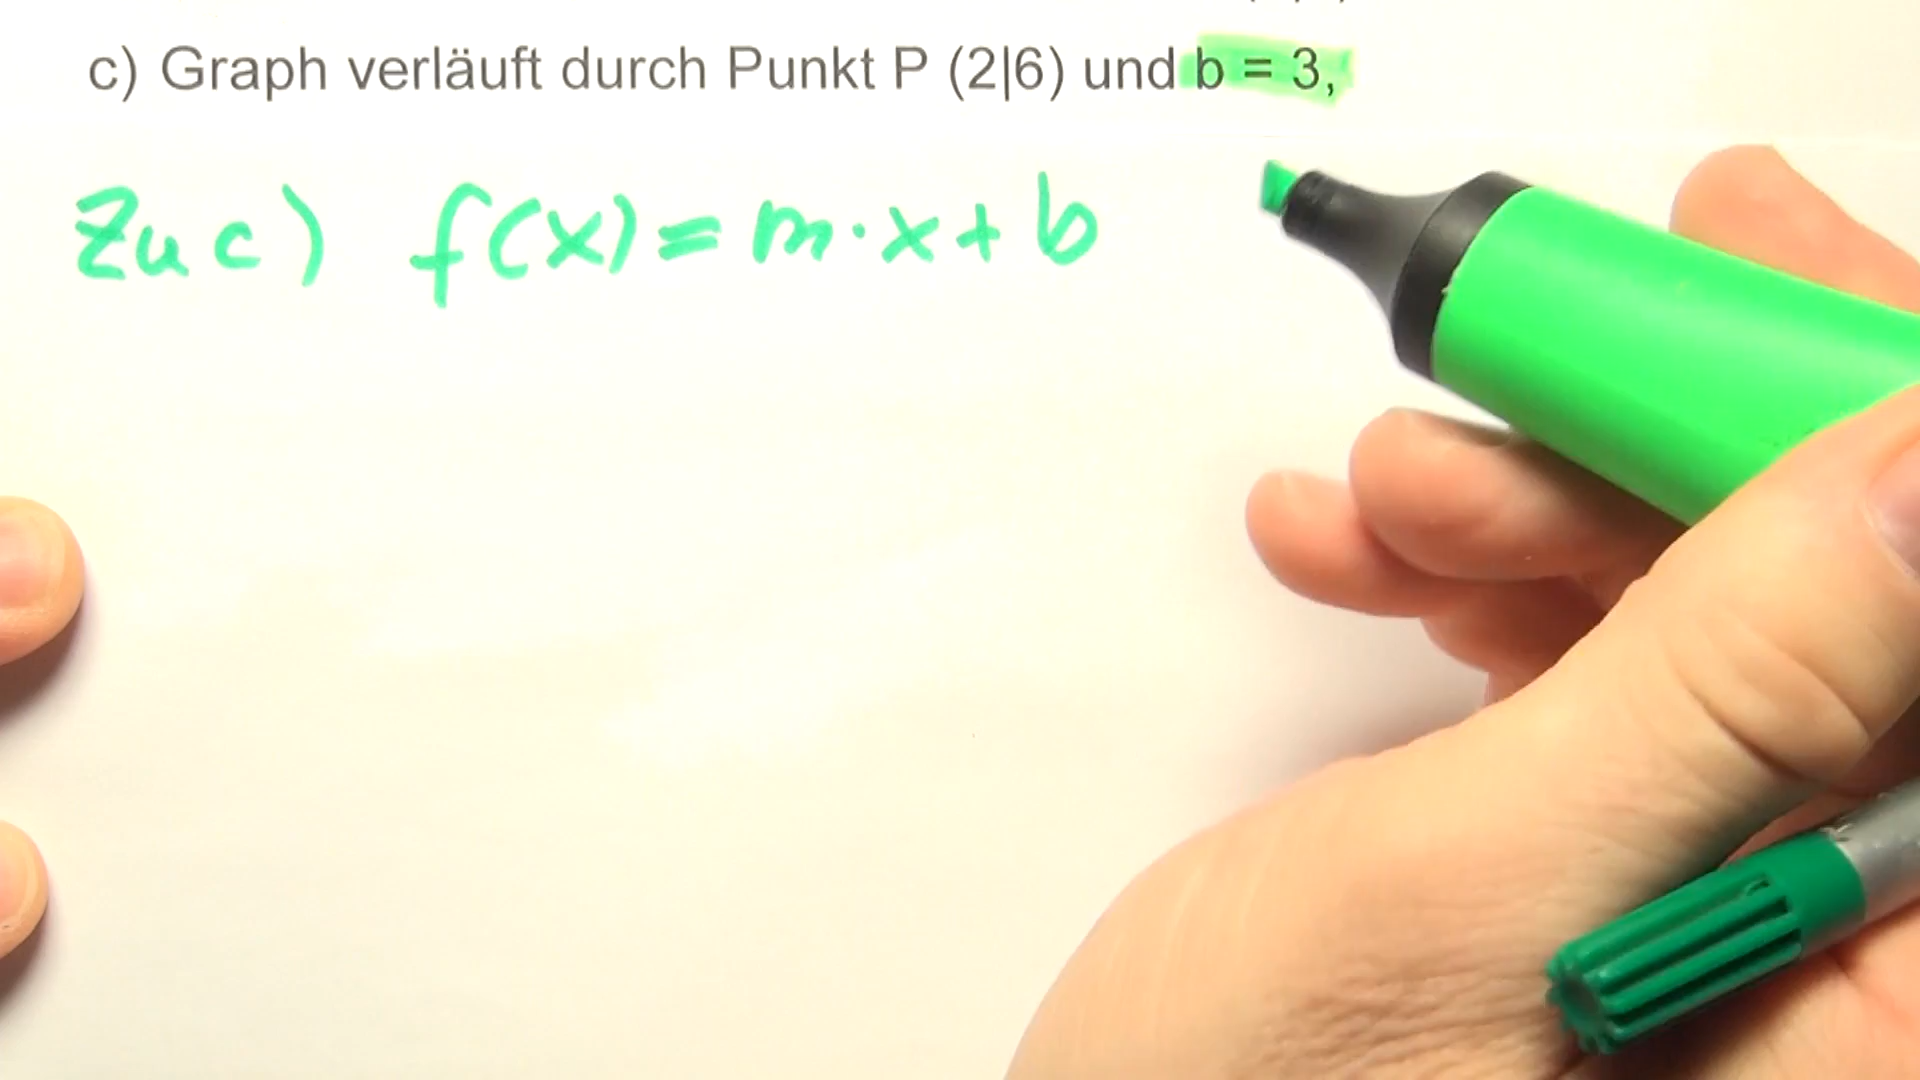 c) Graph verläuft durch Punkt P (2|6) und b = 3,
Zu c) f(x) = m · x + b